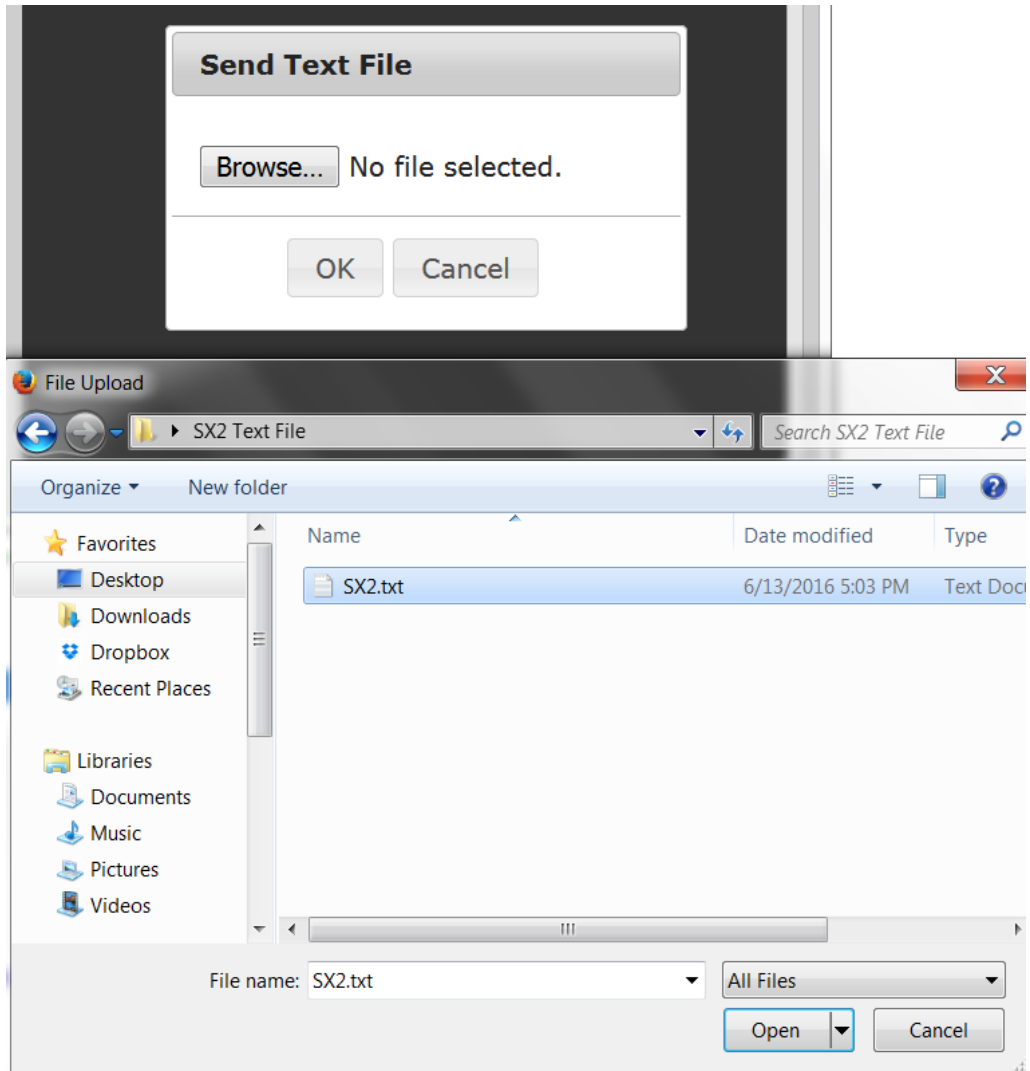 Send Text File
Browse... No file selected.
OK Cancel
File Upload
SX2 Text File Search SX2 Text File
Organize New folder
Favorites
Desktop
Downloads
Dropbox
Recent Places
Libraries
Documents
Music
Pictures
Videos
Name Date modified Type
SX2.txt 6/13/2016 5:03 PM Text Doc
File name: SX2.txt All Files
Open Cancel